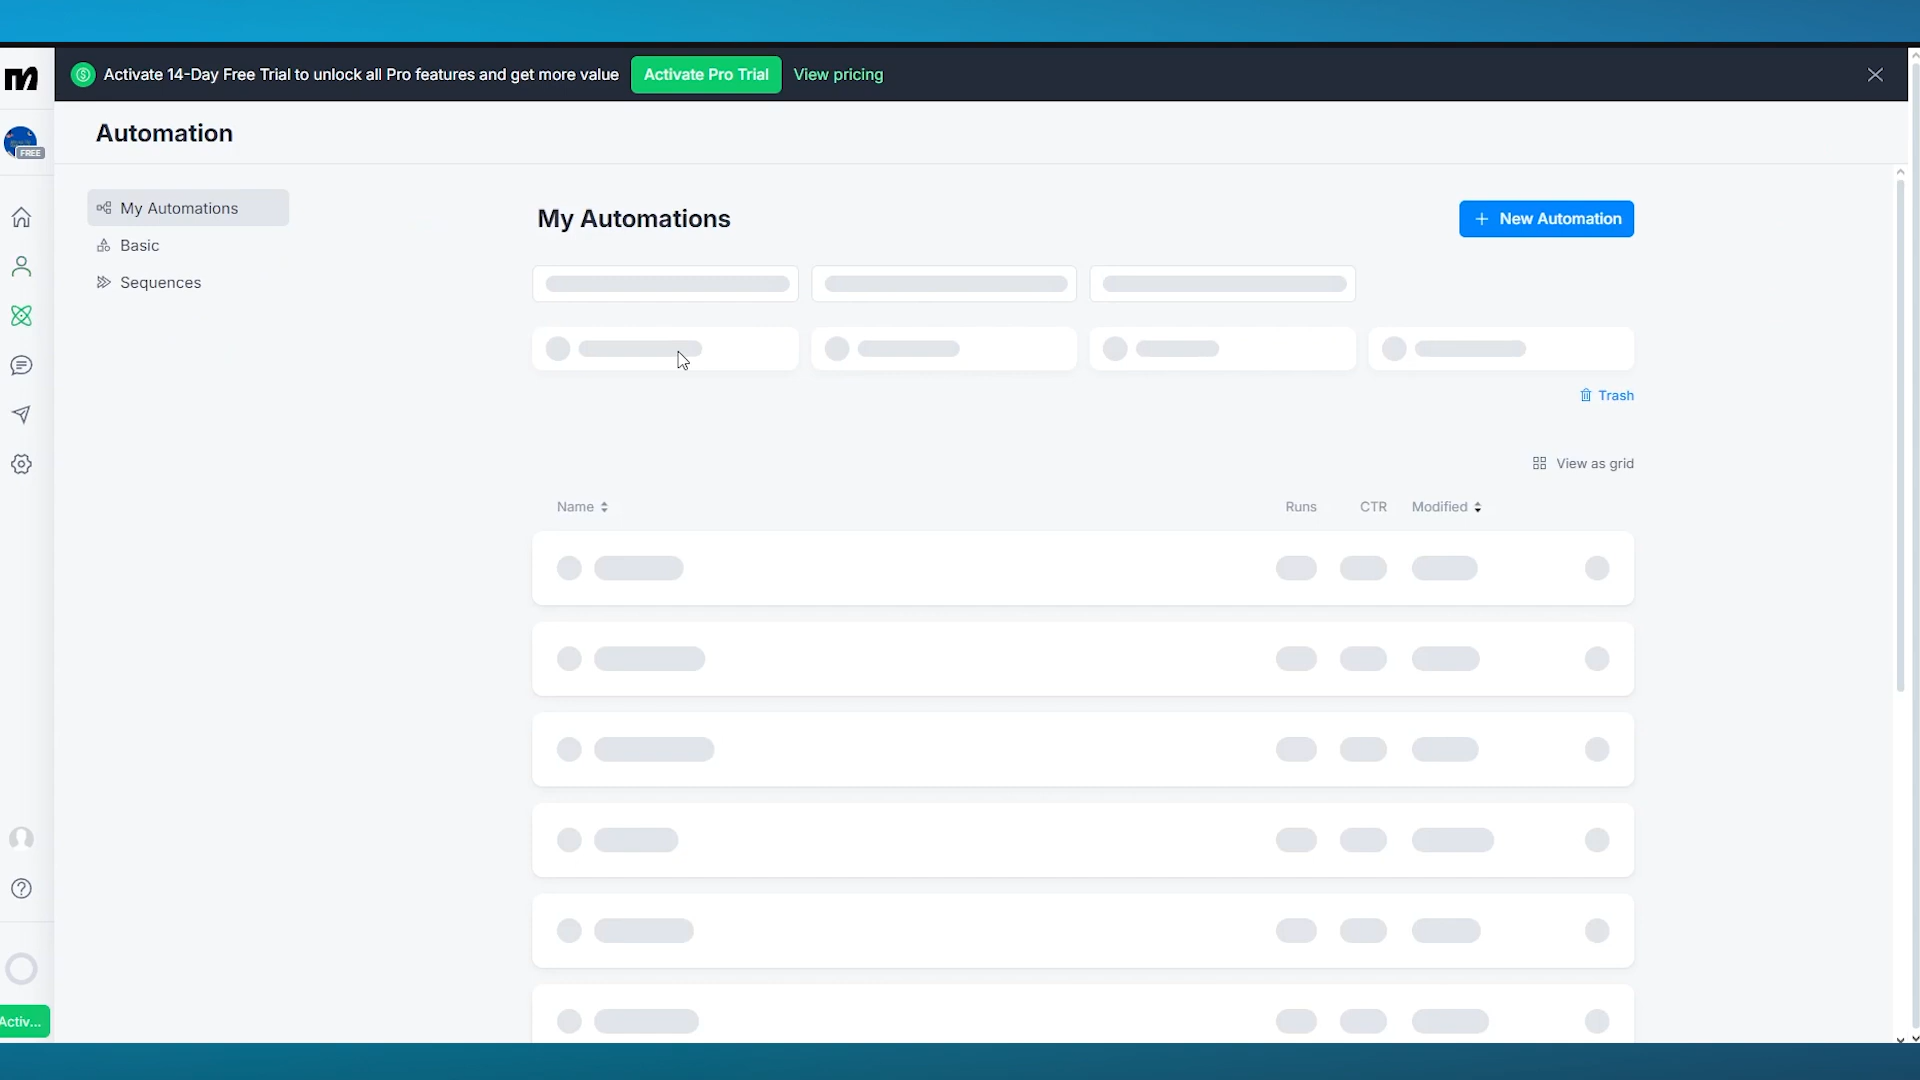 Activate 14-Day Free Trial to unlock all Pro features and get more value Activate Pro Trial View pricing
FREE
Automation
My Automations
Basic
Sequences
My Automations
+ New Automation
Trash
View as grid
Name Runs CTR Modified
Activ...